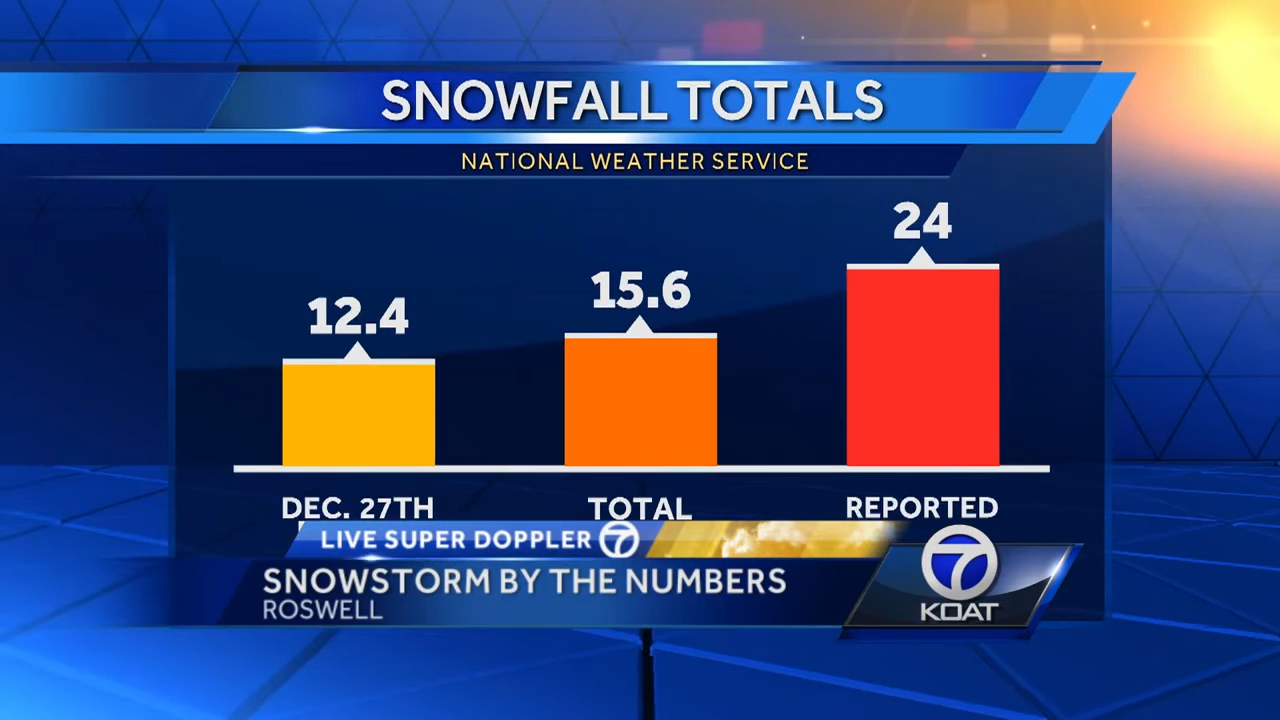 SNOWFALL TOTALS
NATIONAL WEATHER SERVICE
12.4
15.6
24
DEC. 27TH
TOTAL
REPORTED
LIVE SUPER DOPPLER 7
SNOWSTORM BY THE NUMBERS
ROSWELL
7
KOAT